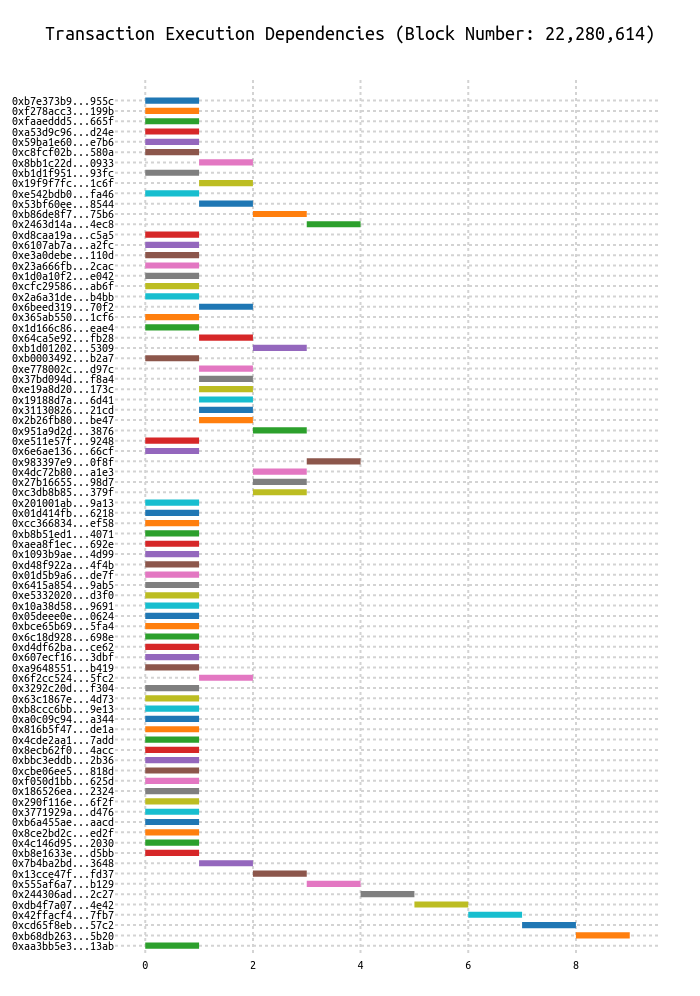 Transaction Execution Dependencies (Block Number: 22,280,614)
0xb7e373b9...955c
0xf278acc3...199b
0xfaaeddd5...665f
0xa53d9c96...d24e
0x59ba1e60...e7b6
0xc8fcf02b...580a
0x8bb1c22d...0933
0xb1d1f951...93fc
0x19f9f7fc...1c6f
0xe542bdb0...fa46
0x53bf60ee...8544
0xb86de8f7...75b6
0x2463d14a...4ec8
0xd8caa19a...c5a5
0x6107ab7a...a2fc
0xe3a0debe...110d
0x23a666fb...2cac
0x1d0a10f2...e042
0xcfc29586...ab6f
0x2a6a31de...b4bb
0x6beed319...70f2
0x365ab550...1cf6
0x1d166c86...eae4
0x64ca5e92...fb28
0xb1d01202...5309
0xb0003492...b2a7
0xe778002c...d97c
0x37bd094d...f8a4
0xe19a8d20...173c
0x19188d7a...6d41
0x31130826...21cd
0x2b26fb80...be47
0x951a9d2d...3876
0xe511e57f...9248
0x6e6ae136...66cf
0x983397e9...0f8f
0x4dc72b80...a1e3
0x27b16655...98d7
0xc3db8b85...379f
0x201001ab...9a13
0x01d414fb...6218
0xcc366834...ef58
0xb8b51ed1...4071
0xaea8f1ec...692e
0x1093b9ae...4d99
0xd48f922a...4f4b
0x01d5b9a6...de7f
0x6415a854...9ab5
0xe5332020...d3f0
0x10a38d58...9691
0x05deee0e...0624
0xbce65b69...5fa4
0x6c18d928...698e
0xd4df62ba...ce62
0x607ecf16...3dbf
0xa9648551...b419
0x6f2cc524...5fc2
0x3292c20d...f304
0x63c1867e...4d73
0xb8ccc6bb...9e13
0xa0c09c94...a344
0x816b5f47...de1a
0x4cde2aa1...7add
0x8ecb62f0...4acc
0xbbc3eddb...2b36
0xcbe06ee5...818d
0xf050d1bb...625d
0x186526ea...2324
0x290f116e...6f2f
0x3771929a...d476
0xb6a455ae...aacd
0x8ce2bd2c...ed2f
0x4c146d95...2030
0xb8e1633e...d5bb
0x7b4ba2bd...3648
0x13cce47f...fd37
0x555af6a7...b129
0x244306ad...2c27
0xdb4f7a07...4e42
0x42ffacf4...7fb7
0xcd65f8eb...57c2
0xb68db263...5b20
0xaa3bb5e3...13ab
0 2 4 6 8